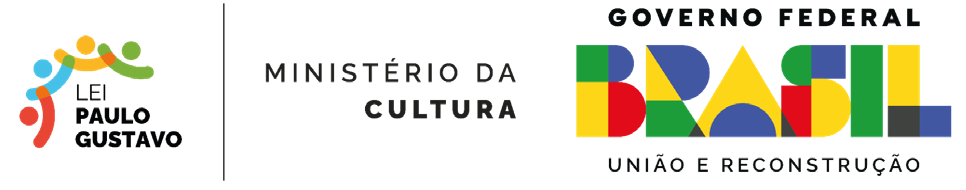 LEI
PAULO
GUSTAVO
MINISTÉRIO DA
CULTURA
GOVERNO FEDERAL
BRASIL
UNIÃO E RECONSTRUÇÃO